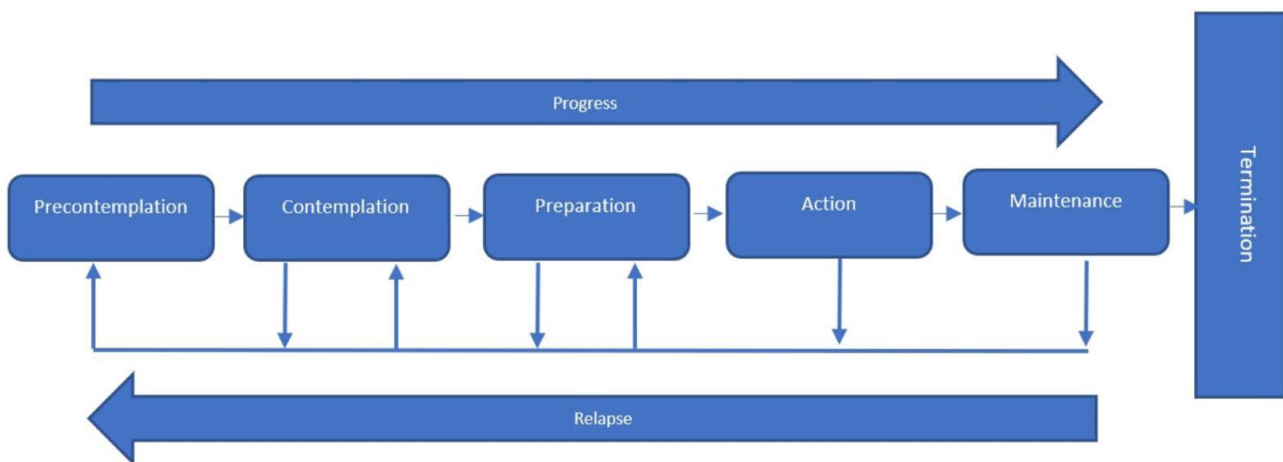 Progress
Precontemplation
Contemplation
Preparation
Action
Maintenance
Termination
Relapse